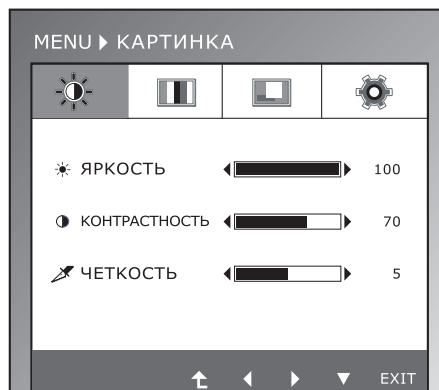 MENU ▶ КАРТИНКА
ЯРКОСТЬ 100
КОНТРАСТНОСТЬ 70
ЧЕТКОСТЬ 5
EXIT